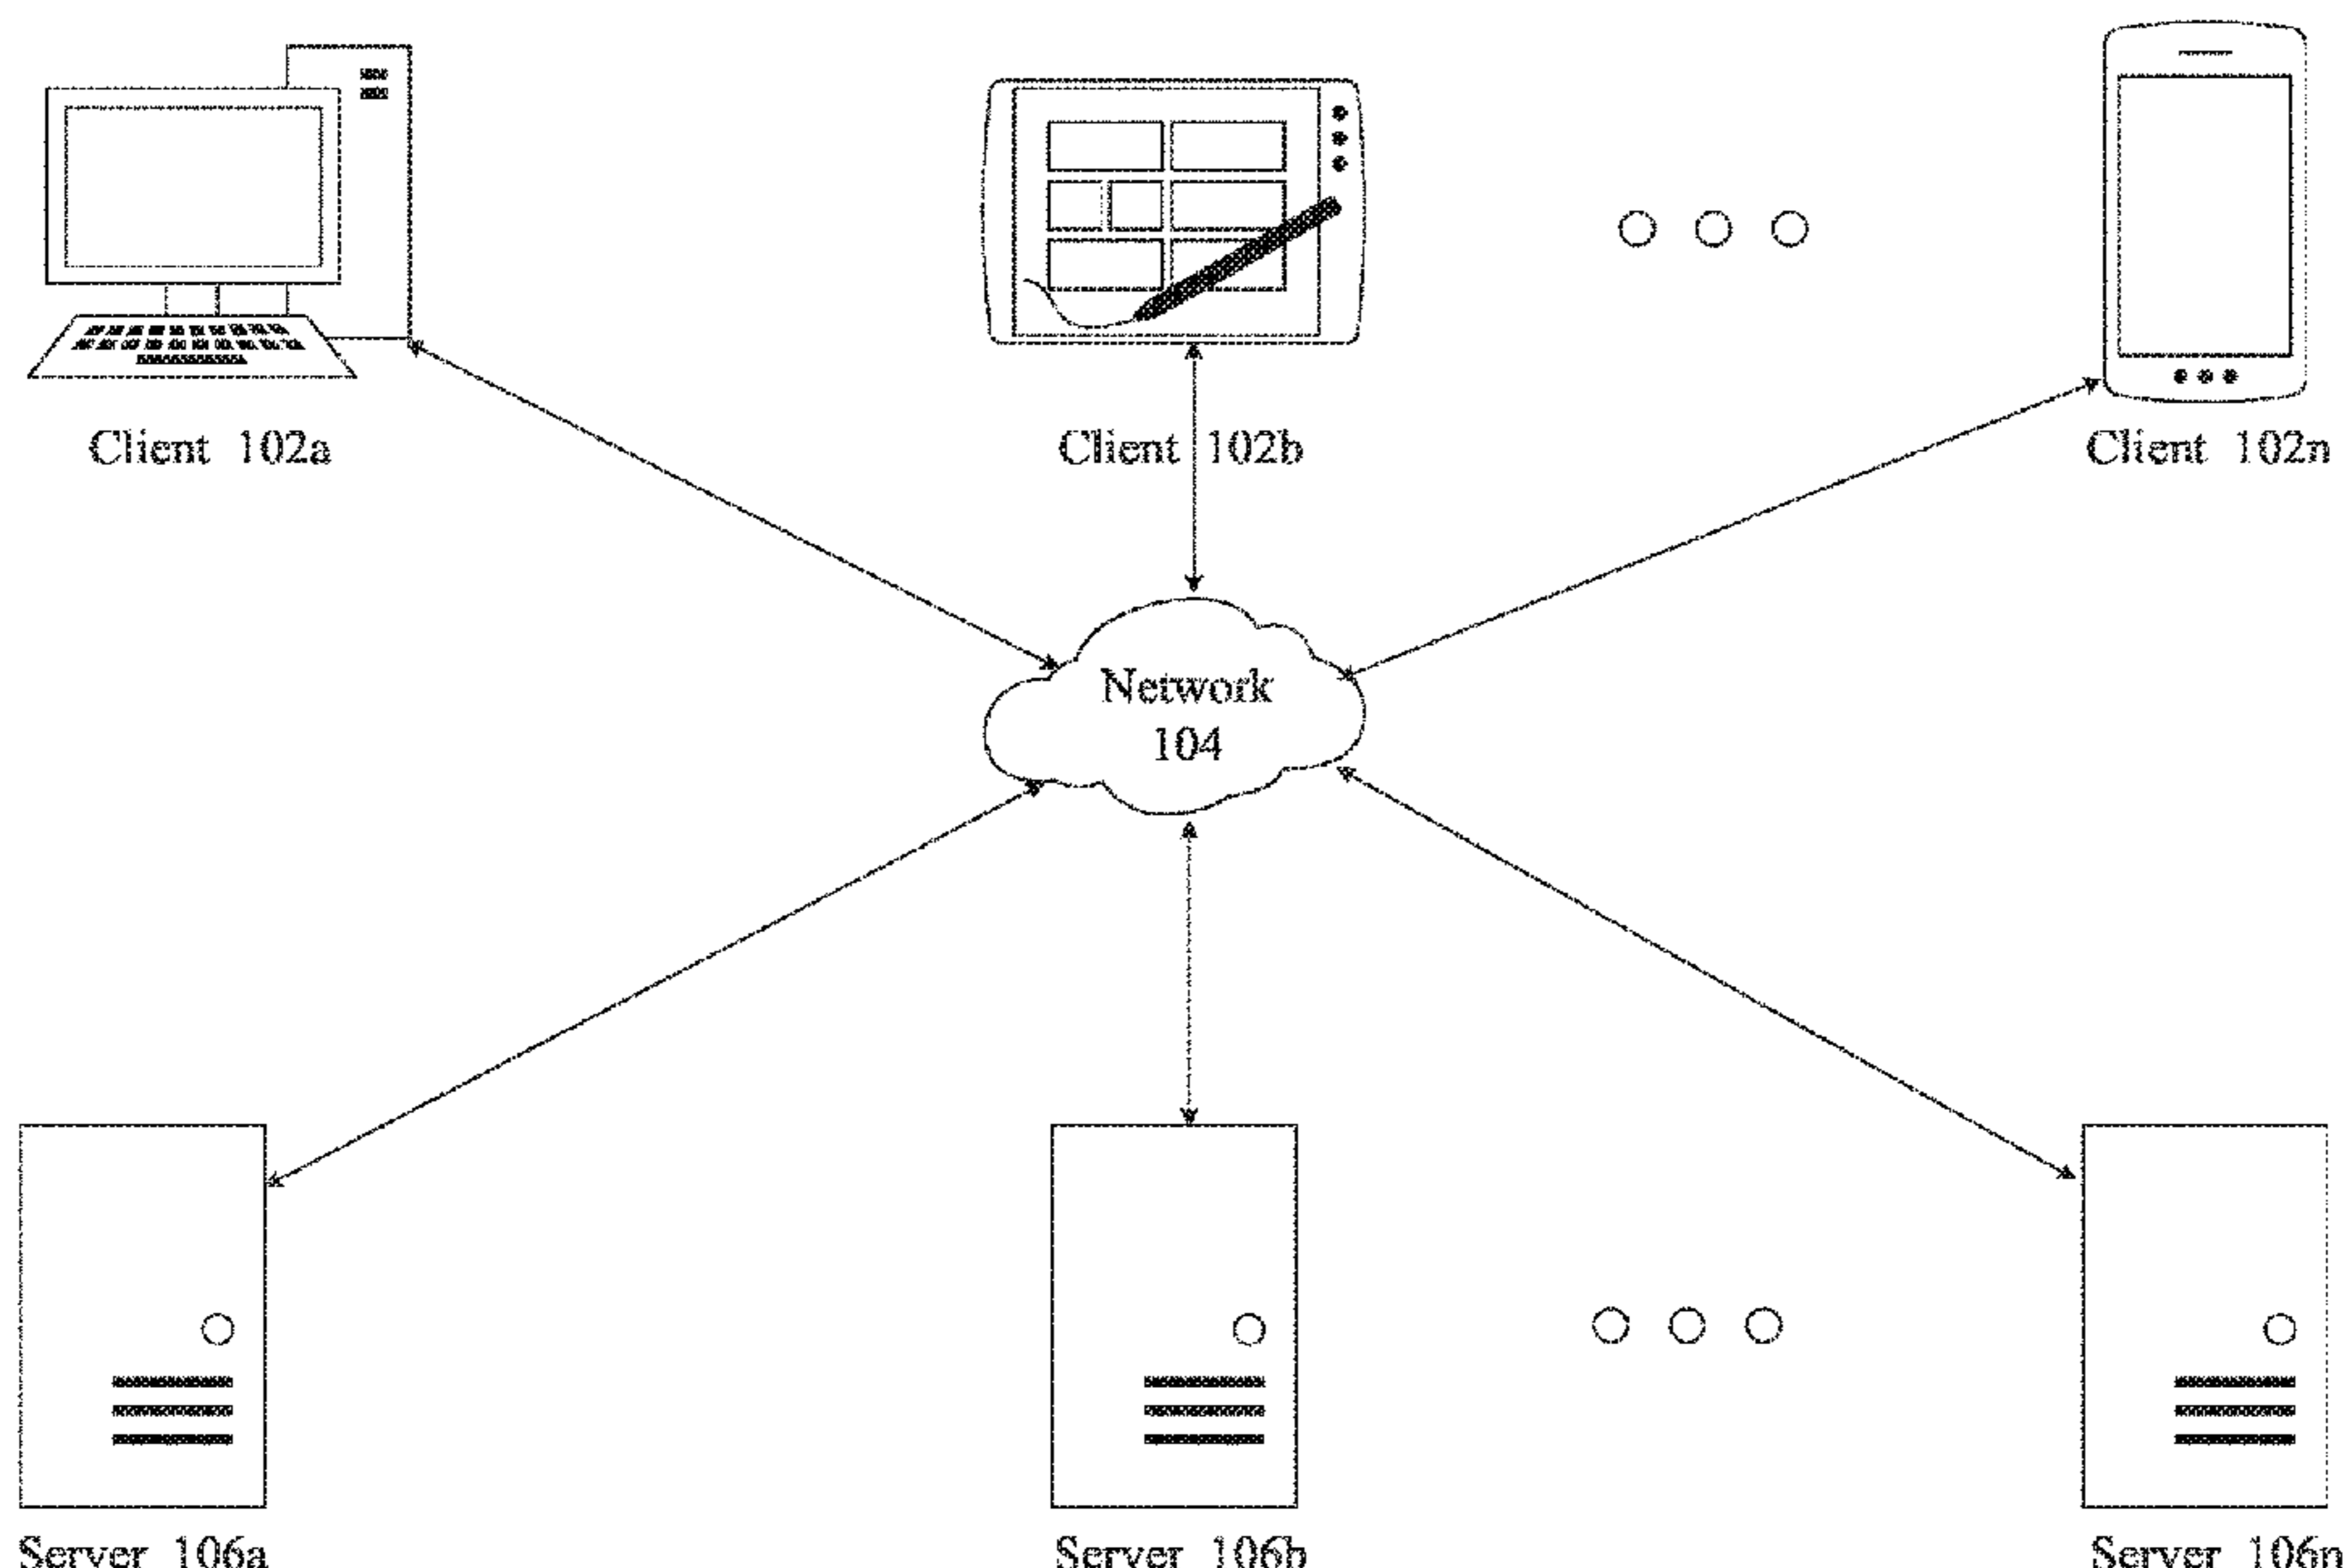 Client 102a
Client 102b
Client 102n
Network
104
Server 106a
Server 106b
Server 106n